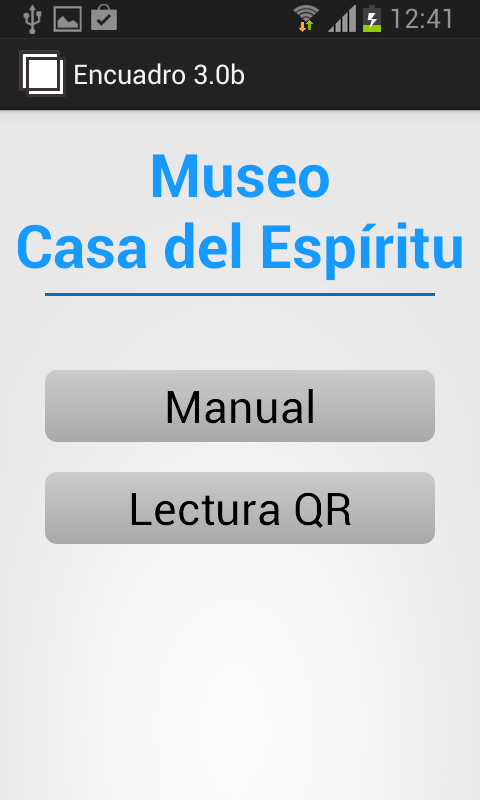 12:41
Encuadro 3.0b
Museo
Casa del Espíritu
Manual
Lectura QR